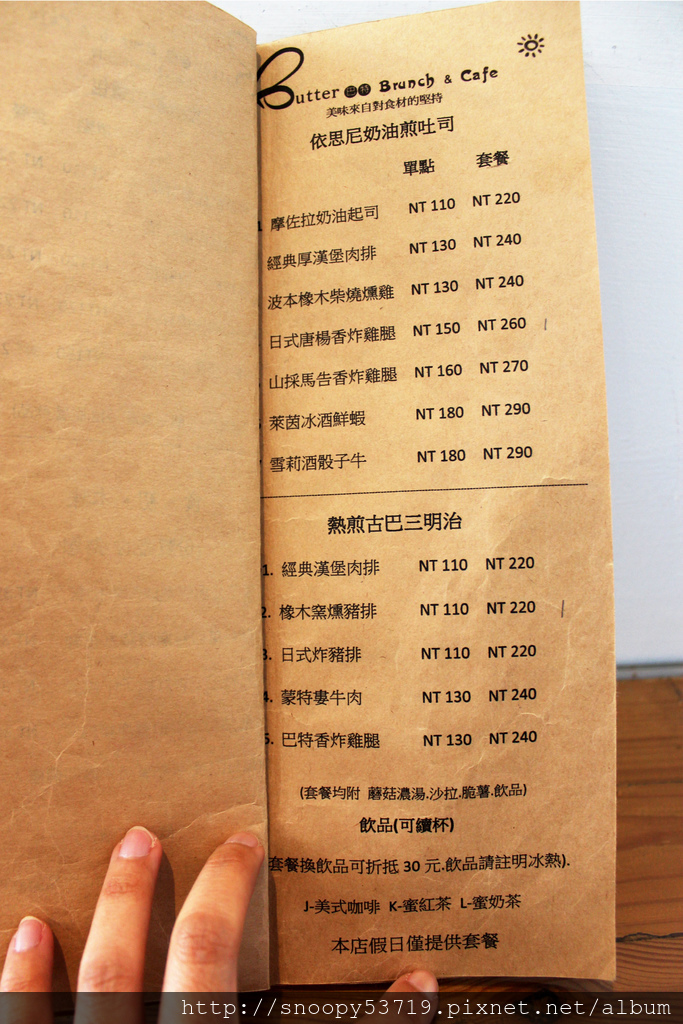 Butter 巴特 Brunch & Cafe
美味來自對食材的堅持
依思尼奶油煎吐司
單點 套餐
1 摩佐拉奶油起司 NT 110 NT 220
經典厚漢堡肉排 NT 130 NT 240
波本橡木柴燒燻雞 NT 130 NT 240
日式唐楊香炸雞腿 NT 150 NT 260
山採馬告香炸雞腿 NT 160 NT 270
萊茵冰酒鮮蝦 NT 180 NT 290
雪莉酒骰子牛 NT 180 NT 290
熱煎古巴三明治
1. 經典漢堡肉排 NT 110 NT 220
2. 橡木窯燻豬排 NT 110 NT 220
3. 日式炸豬排 NT 110 NT 220
4. 蒙特婁牛肉 NT 130 NT 240
5. 巴特香炸雞腿 NT 130 NT 240
(套餐均附 蘑菇濃湯.沙拉.脆薯.飲品)
飲品(可續杯)
套餐換飲品可折抵 30 元.飲品請註明冰熱).
J-美式咖啡 K-蜜紅茶 L-蜜奶茶
本店假日僅提供套餐
http://snoopy53719.pixnet.net/album